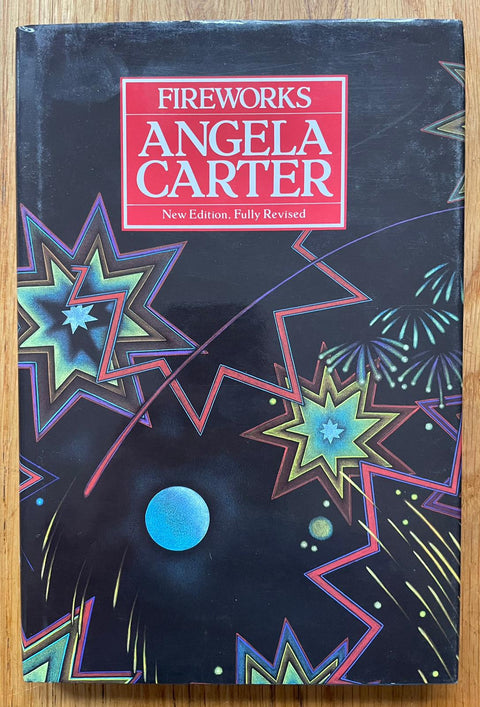 FIREWORKS
ANGELA
CARTER
New Edition, Fully Revised